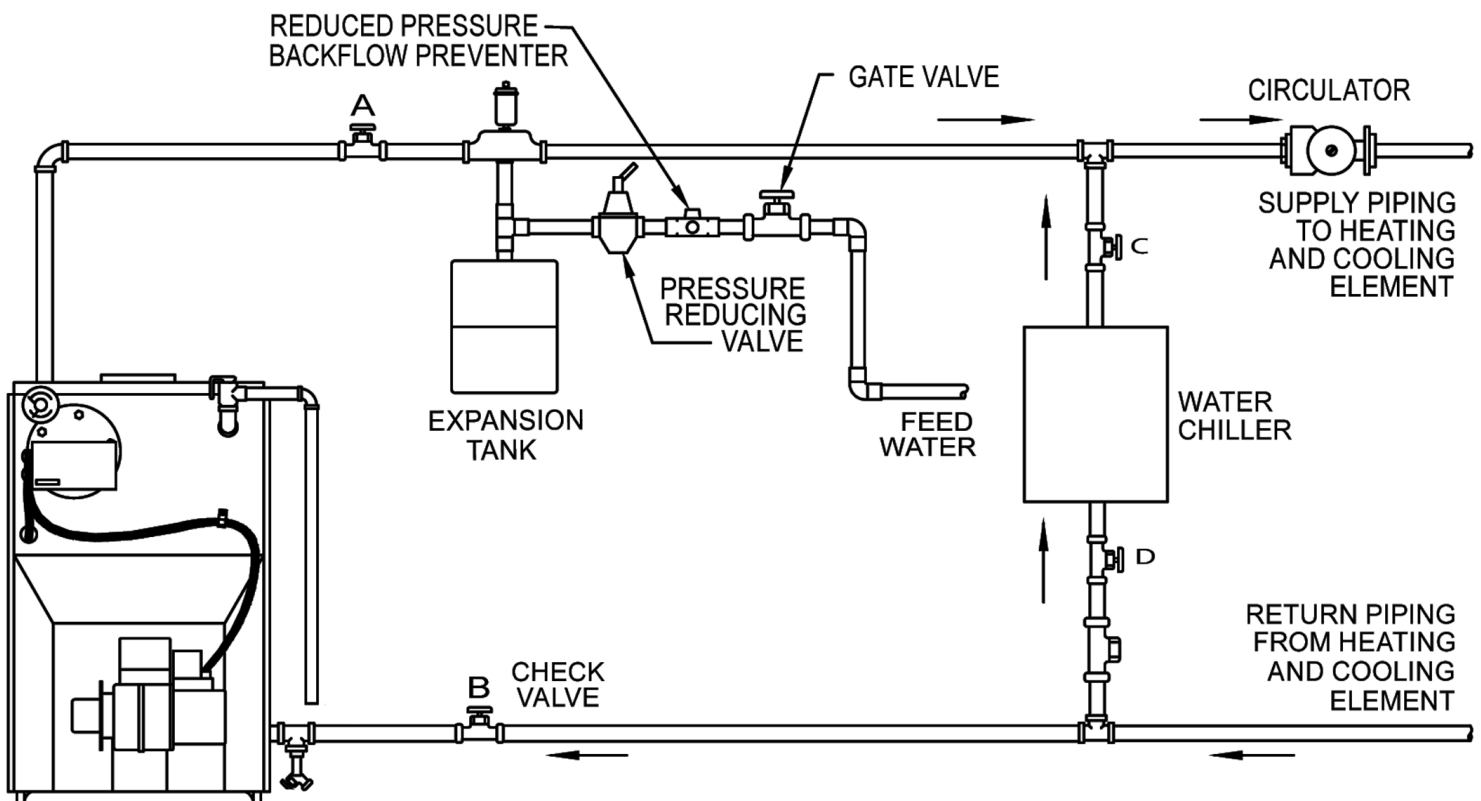 REDUCED PRESSURE
BACKFLOW PREVENTER
GATE VALVE
CIRCULATOR
A
SUPPLY PIPING
TO HEATING
AND COOLING
ELEMENT
C
PRESSURE
REDUCING
VALVE
EXPANSION
TANK
FEED
WATER
WATER
CHILLER
D
RETURN PIPING
FROM HEATING
AND COOLING
ELEMENT
B
CHECK
VALVE